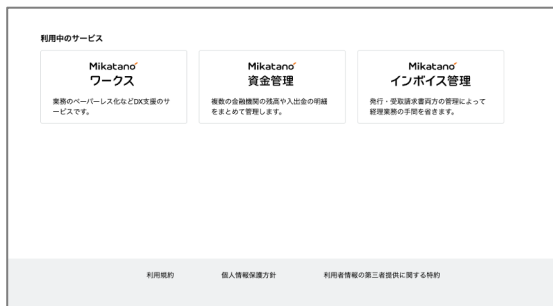 利用中のサービス
Mikatano
ワークス
業務のペーパーレス化などDX支援のサ
ービスです。
Mikatano
資金管理
複数の金融機関の残高や入出金の明細
をまとめて管理します。
Mikatano
インボイス管理
発行・受取請求書両方の管理によって
経理業務の手間を省きます。
利用規約 個人情報保護方針 利用者情報の第三者提供に関する特約